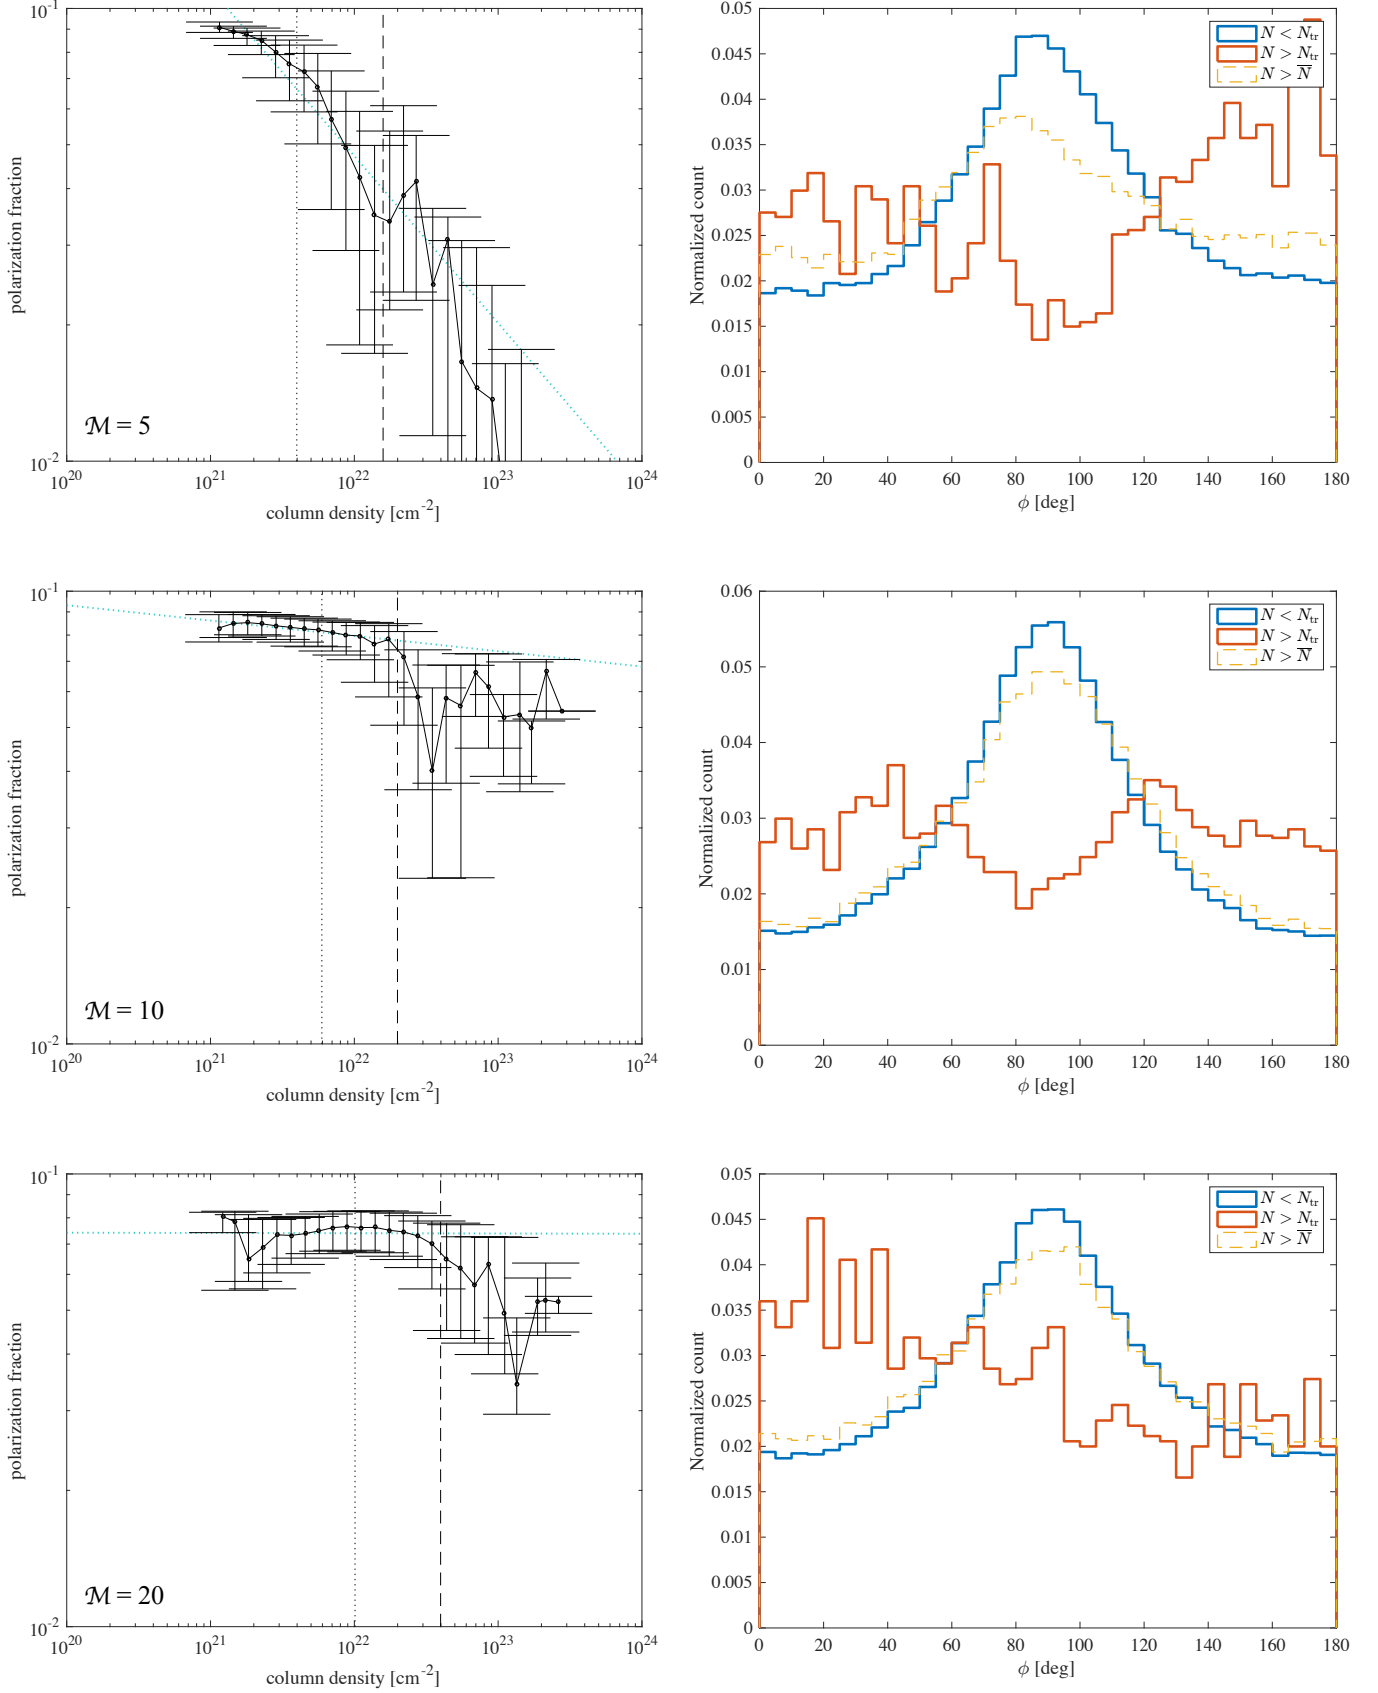 10^-1
polarization fraction
ℳ = 5
10^-2
10^20 10^21 10^22 10^23 10^24
column density [cm^-2]
0.05
0.045
0.04
0.035
0.03
0.025
0.02
0.015
0.01
0.005
0
Normalized count
N < N_tr
N > N_tr
N > N̅
0 20 40 60 80 100 120 140 160 180
ϕ [deg]
10^-1
polarization fraction
ℳ = 10
10^-2
10^20 10^21 10^22 10^23 10^24
column density [cm^-2]
0.06
0.05
0.04
0.03
0.02
0.01
0
Normalized count
N < N_tr
N > N_tr
N > N̅
0 20 40 60 80 100 120 140 160 180
ϕ [deg]
10^-1
polarization fraction
ℳ = 20
10^-2
10^20 10^21 10^22 10^23 10^24
column density [cm^-2]
0.05
0.045
0.04
0.035
0.03
0.025
0.02
0.015
0.01
0.005
0
Normalized count
N < N_tr
N > N_tr
N > N̅
0 20 40 60 80 100 120 140 160 180
ϕ [deg]